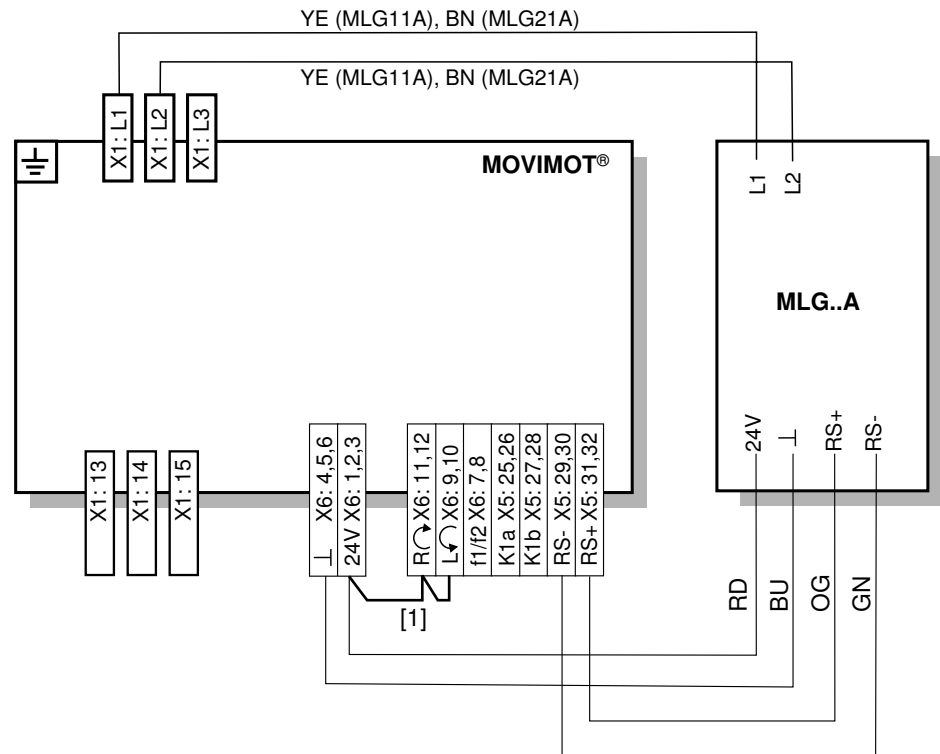 YE (MLG11A), BN (MLG21A)
YE (MLG11A), BN (MLG21A)
X1: L1
X1: L2
X1: L3
MOVIMOT®
L1
L2
MLG..A
24V
⊥
RS+
RS-
X1: 13
X1: 14
X1: 15
⊥ X6: 4,5,6
24V X6: 1,2,3
R X6: 11,12
L X6: 9,10
f1/f2 X6: 7,8
K1a X5: 25,26
K1b X5: 27,28
RS- X5: 29,30
RS+ X5: 31,32
[1]
RD
BU
OG
GN